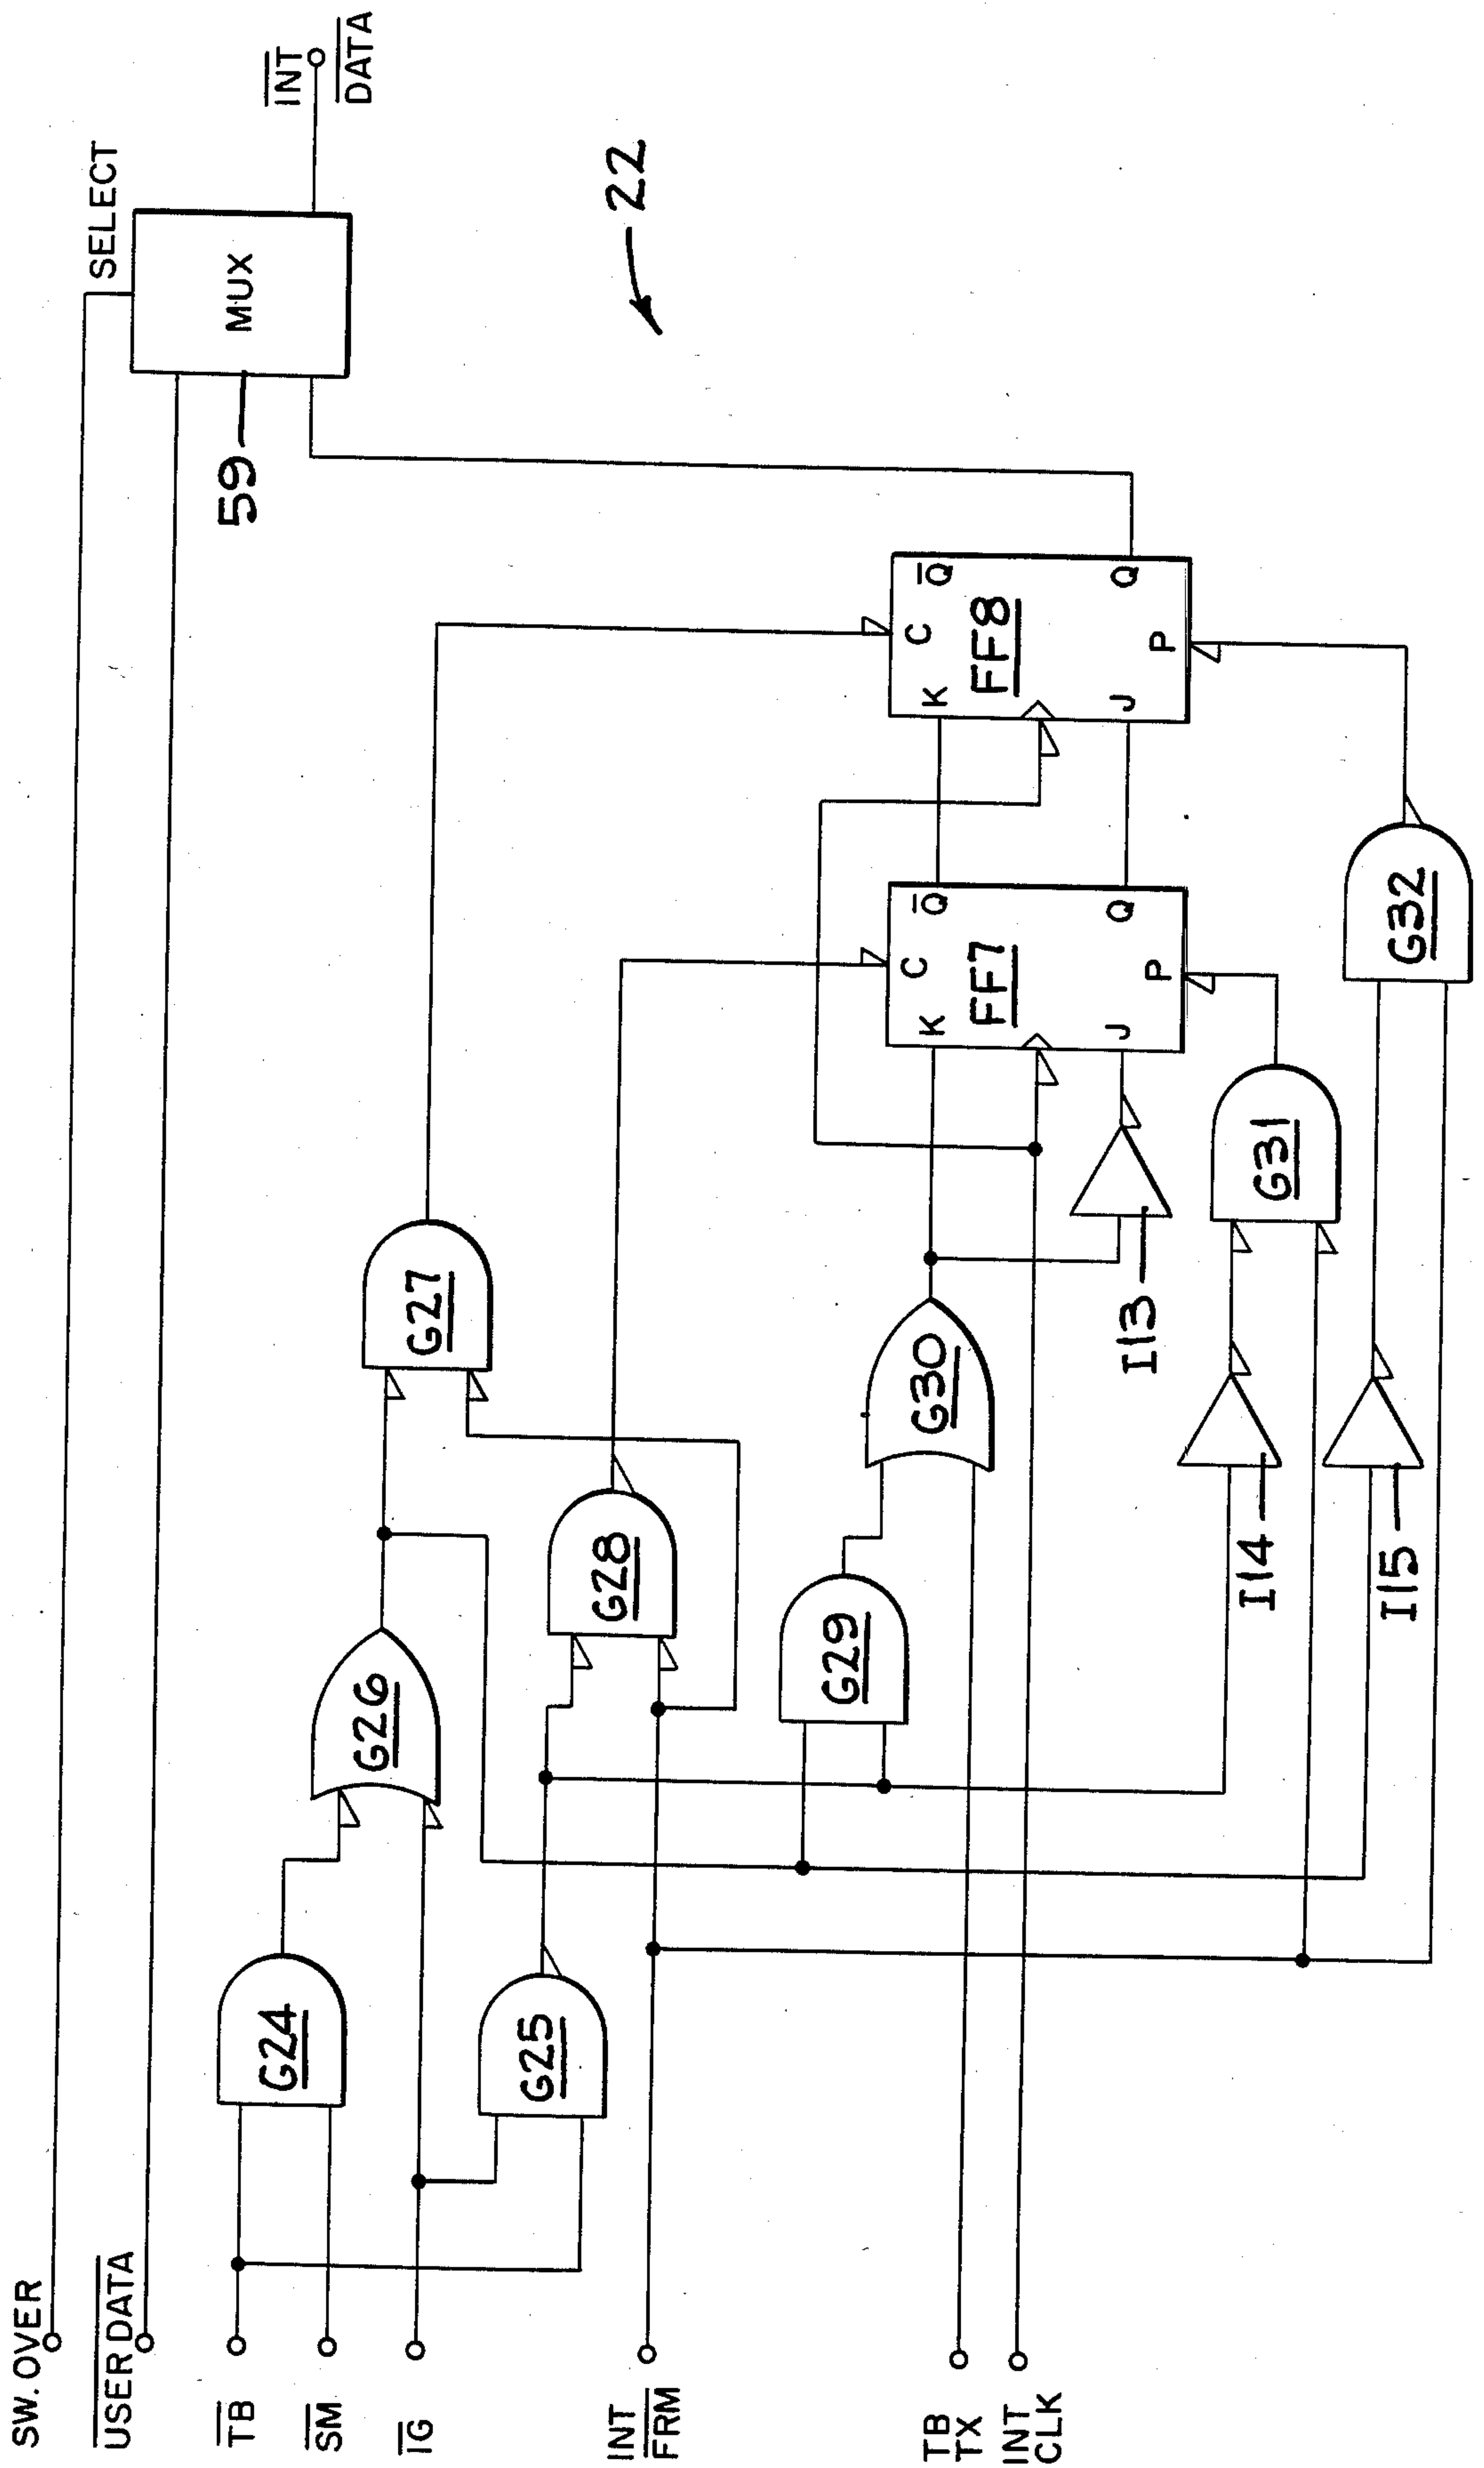 SW. OVER
USER DATA
TB
SM
IG
INT
FRM
TB
TX
INT
CLK
G24
G25
G26
G27
G28
G29
G30
I13
I14
I15
G31
G32
K
C
Q
FF7
J
P
Q
K
C
Q
FF8
J
P
Q
59
MUX
SELECT
INT
DATA
22